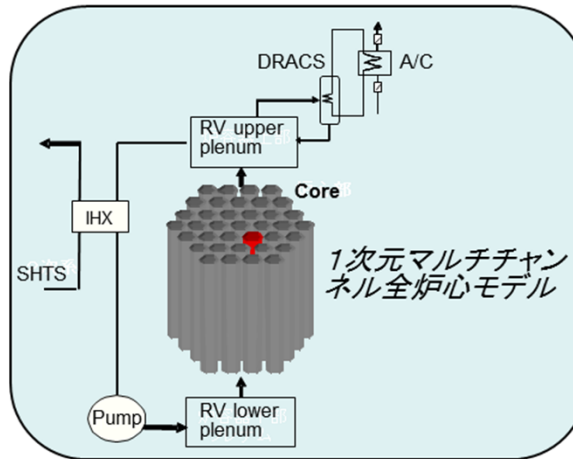 DRACS
A/C
RV upper
plenum
Core
IHX
SHTS
1次元マルチチャン
ネル全炉心モデル
Pump
RV lower
plenum